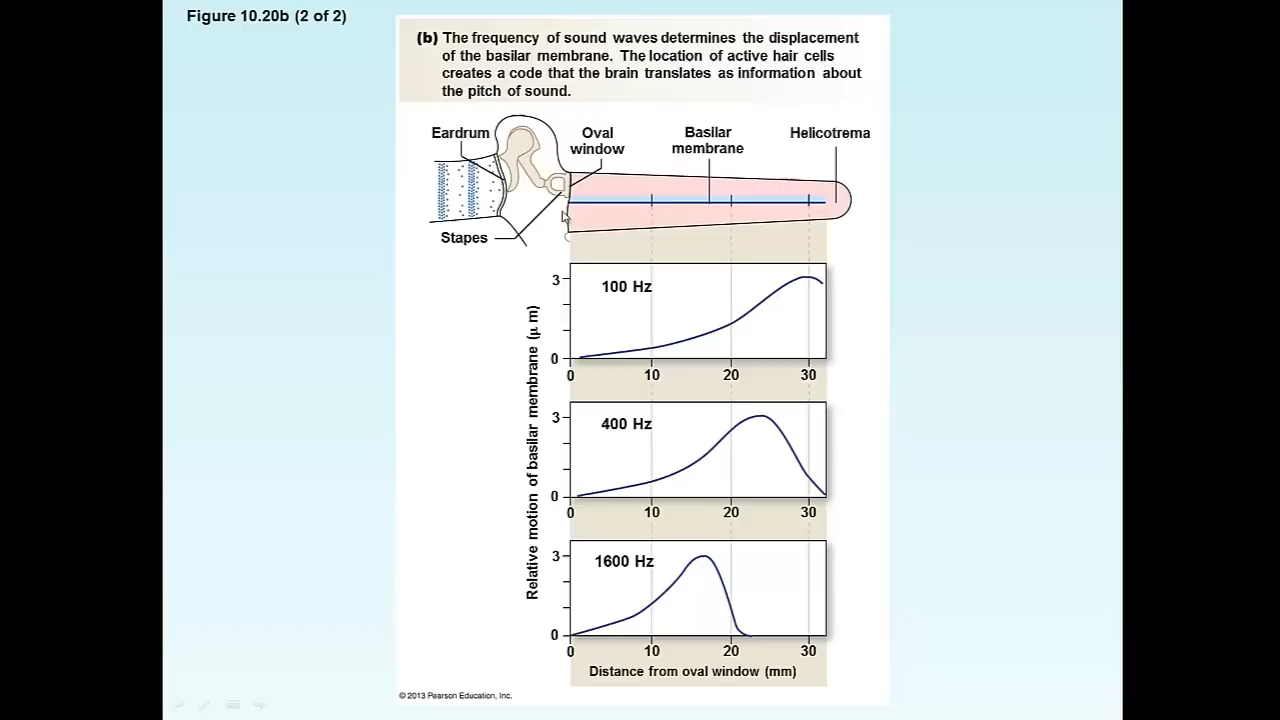 Figure 10.20b (2 of 2)
(b) The frequency of sound waves determines the displacement
of the basilar membrane. The location of active hair cells
creates a code that the brain translates as information about
the pitch of sound.
Eardrum
Oval
window
Basilar
membrane
Helicotrema
Stapes
Relative motion of basilar membrane (μ m)
3
100 Hz
0
0 10 20 30
3
400 Hz
0
0 10 20 30
3
1600 Hz
0
0 10 20 30
Distance from oval window (mm)
© 2013 Pearson Education, Inc.